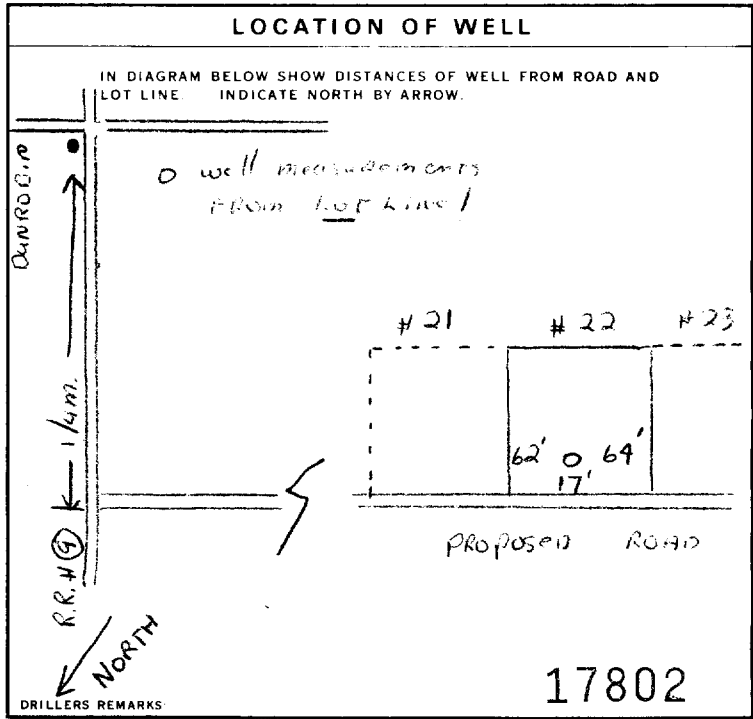 LOCATION OF WELL
IN DIAGRAM BELOW SHOW DISTANCES OF WELL FROM ROAD AND
LOT LINE. INDICATE NORTH BY ARROW.
DUNROBIN
O well measurements
FROM LOT LINE!
#21 #22 #23
1/4m.
62' O 64'
17'
PROPOSED ROAD
R.R.# 9
NORTH
17802
DRILLERS REMARKS